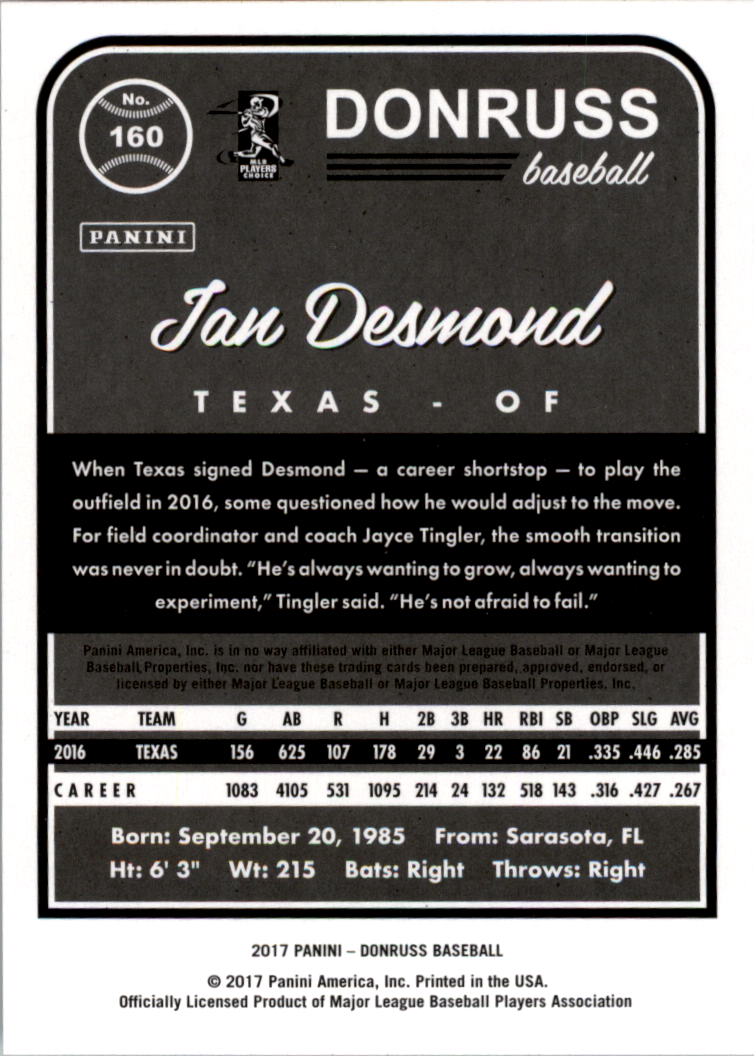 No.
160
MLB
PLAYERS
CHOICE
DONRUSS
baseball
PANINI
Ian Desmond
TEXAS - OF
When Texas signed Desmond — a career shortstop — to play the
outfield in 2016, some questioned how he would adjust to the move.
For field coordinator and coach Jayce Tingler, the smooth transition
was never in doubt. “He’s always wanting to grow, always wanting to
experiment,” Tingler said. “He’s not afraid to fail.”
Panini America, Inc. is in no way affiliated with either Major League Baseball or Major League
Baseball Properties, Inc. nor have these trading cards been prepared, approved, endorsed, or
licensed by either Major League Baseball or Major League Baseball Properties, Inc.
YEAR TEAM G AB R H 2B 3B HR RBI SB OBP SLG AVG
2016 TEXAS 156 625 107 178 29 3 22 86 21 .335 .446 .285
CAREER 1083 4105 531 1095 214 24 132 518 143 .316 .427 .267
Born: September 20, 1985 From: Sarasota, FL
Ht: 6' 3" Wt: 215 Bats: Right Throws: Right
2017 PANINI – DONRUSS BASEBALL
© 2017 Panini America, Inc. Printed in the USA.
Officially Licensed Product of Major League Baseball Players Association